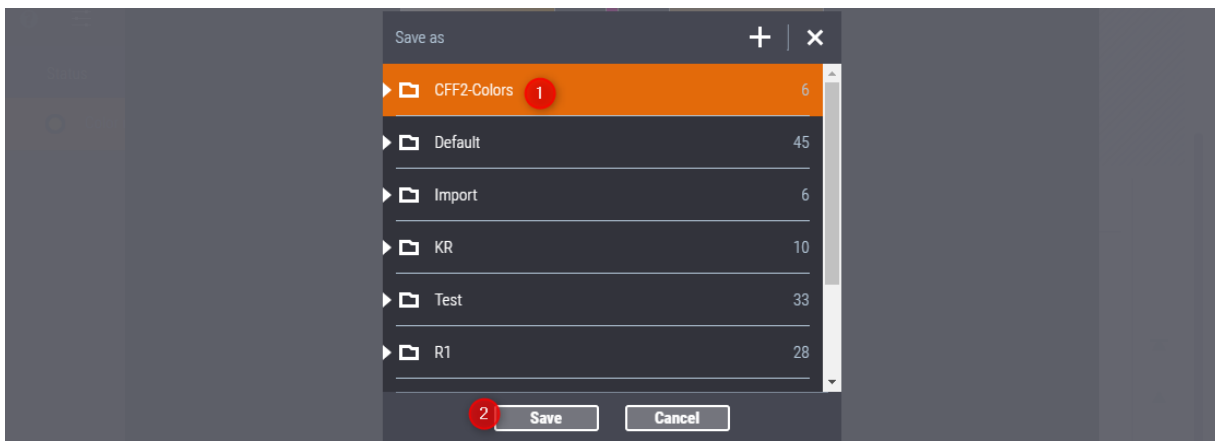 Save as
CFF2-Colors 1 6
Default 45
Import 6
KR 10
Test 33
R1 28
2 Save Cancel